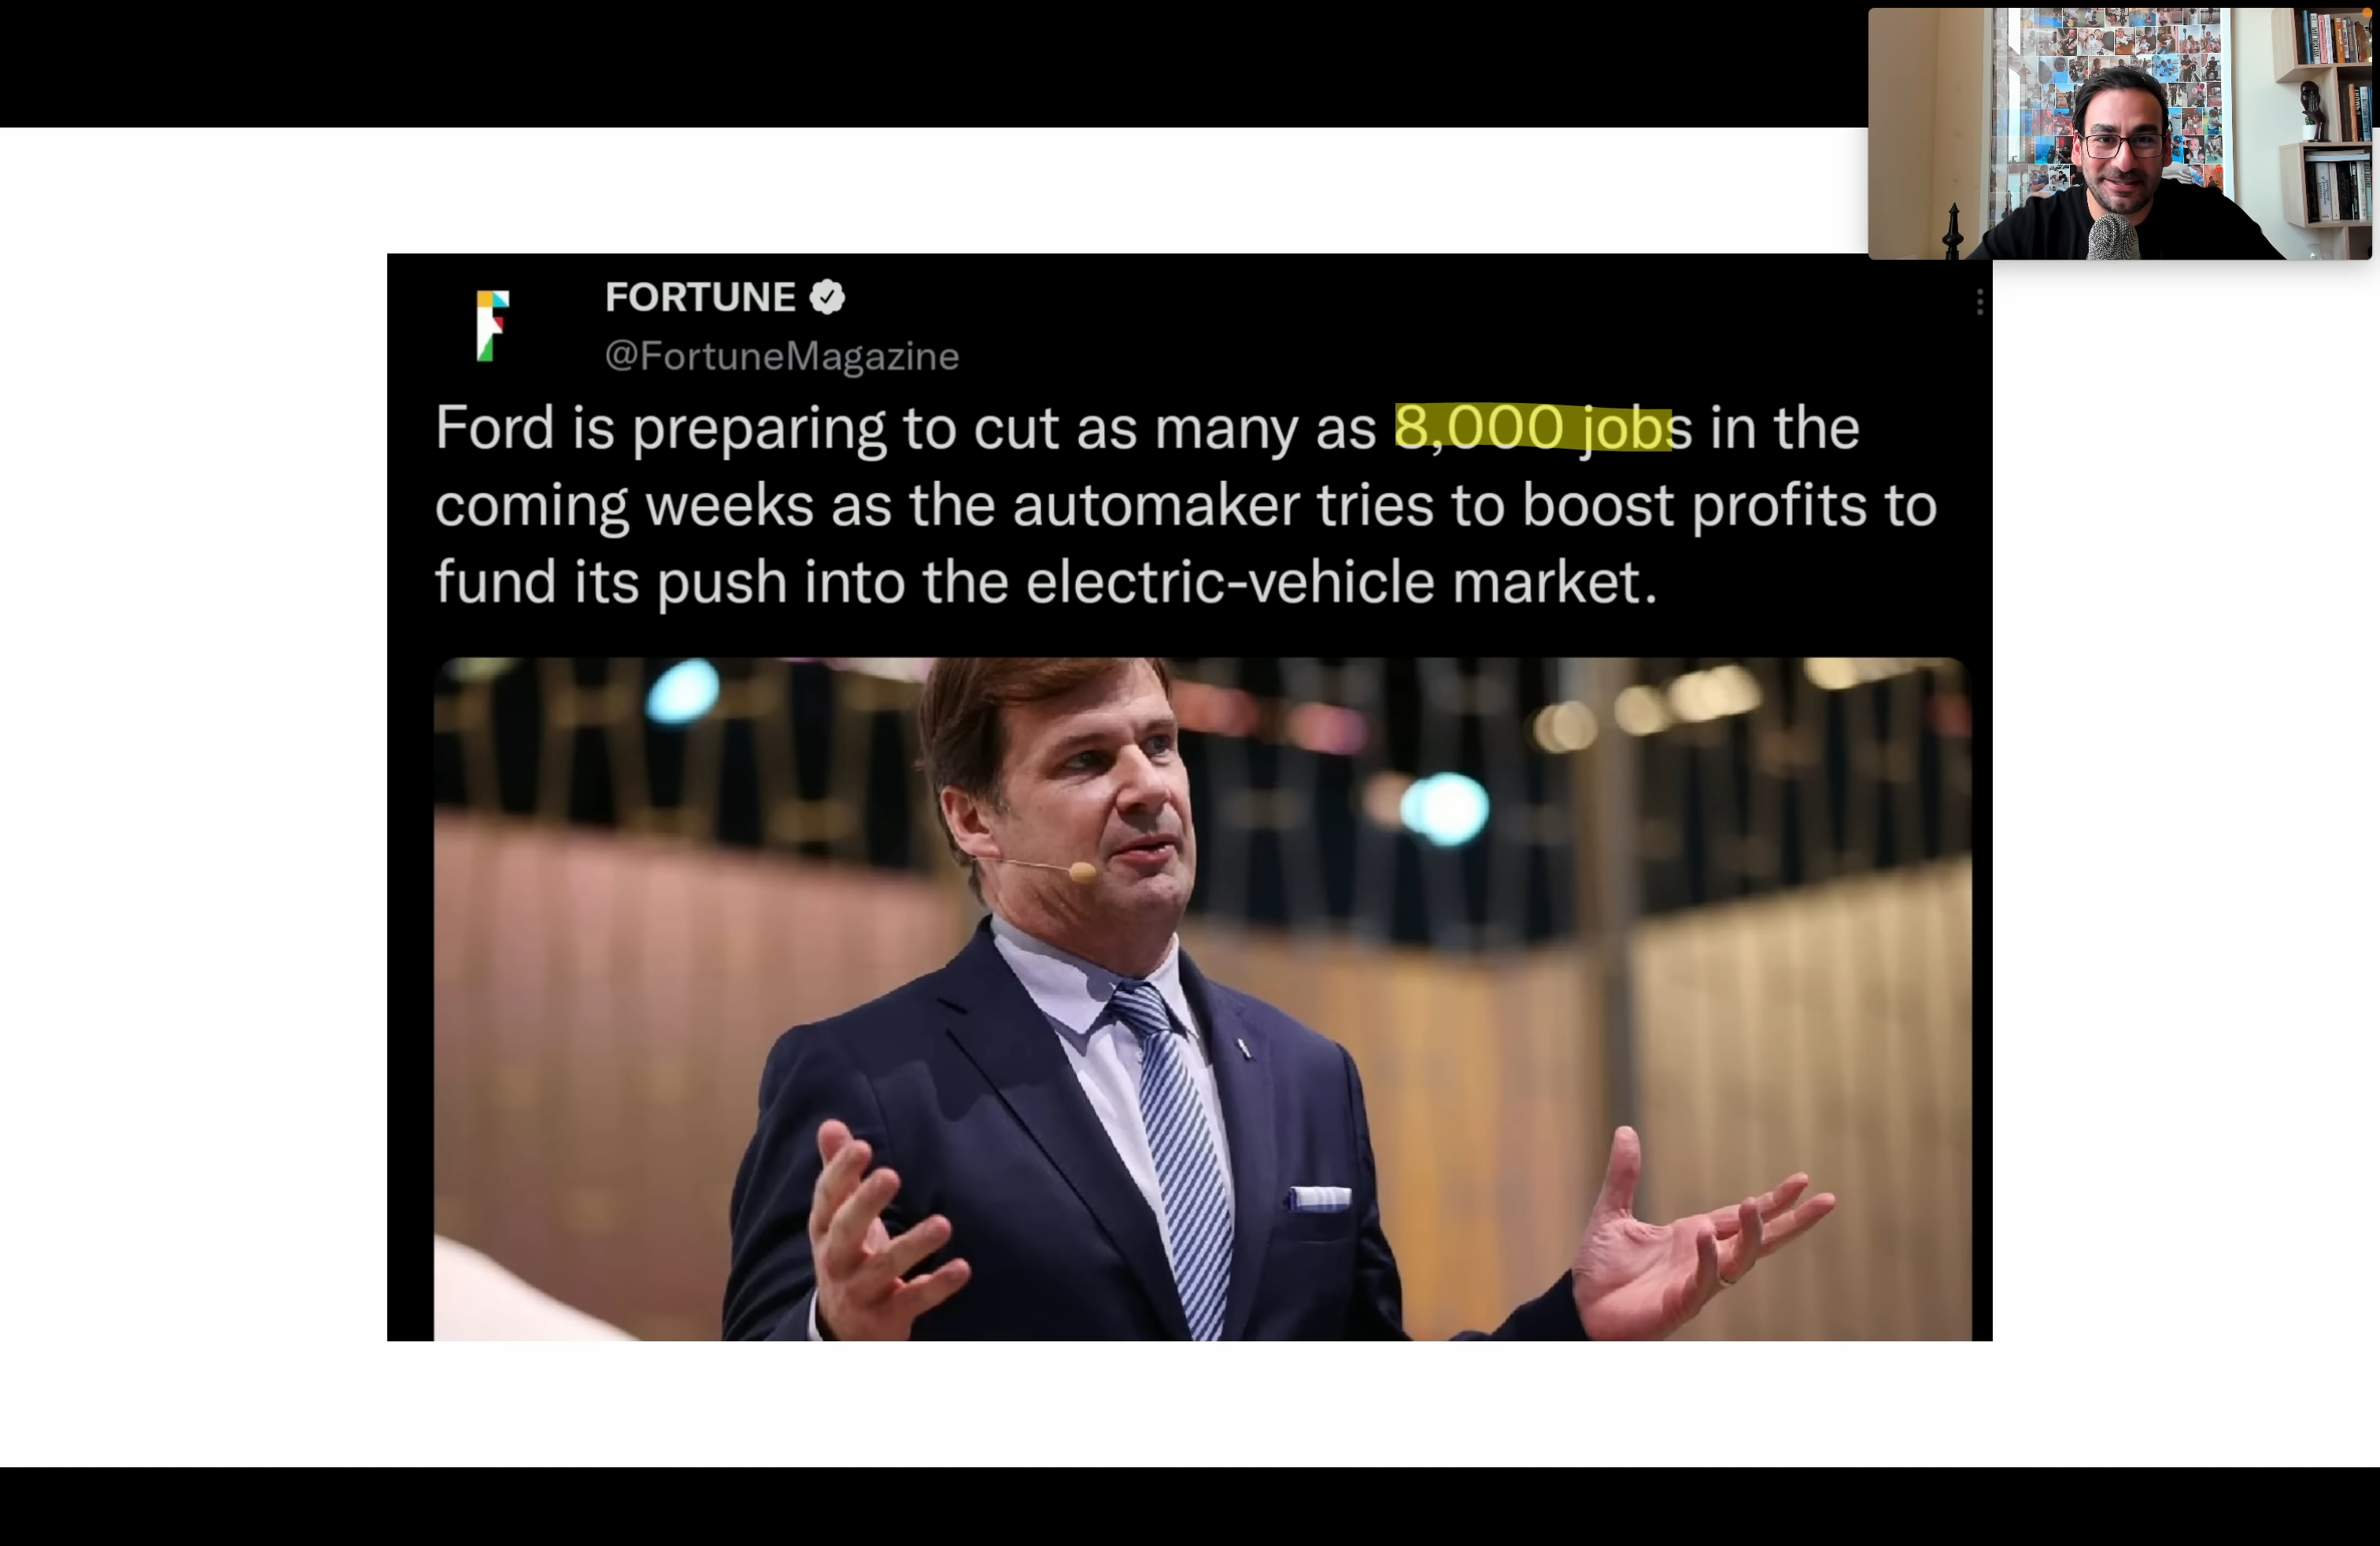 FORTUNE
@FortuneMagazine
Ford is preparing to cut as many as 8,000 jobs in the
coming weeks as the automaker tries to boost profits to
fund its push into the electric-vehicle market.